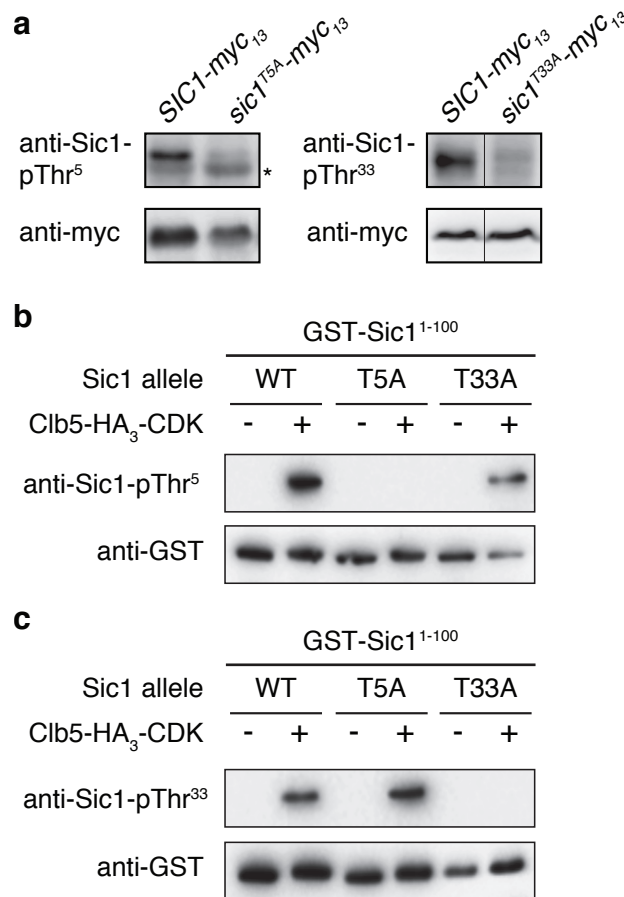 a
SIC1-myc₁₃ sic1ᵀ⁵ᴬ-myc₁₃ SIC1-myc₁₃ sic1ᵀ³³ᴬ-myc₁₃
anti-Sic1- anti-Sic1-
pThr⁵ * pThr³³
anti-myc anti-myc
b
GST-Sic1¹⁻¹⁰⁰
Sic1 allele WT T5A T33A
Clb5-HA₃-CDK - + - + - +
anti-Sic1-pThr⁵
anti-GST
c
GST-Sic1¹⁻¹⁰⁰
Sic1 allele WT T5A T33A
Clb5-HA₃-CDK - + - + - +
anti-Sic1-pThr³³
anti-GST